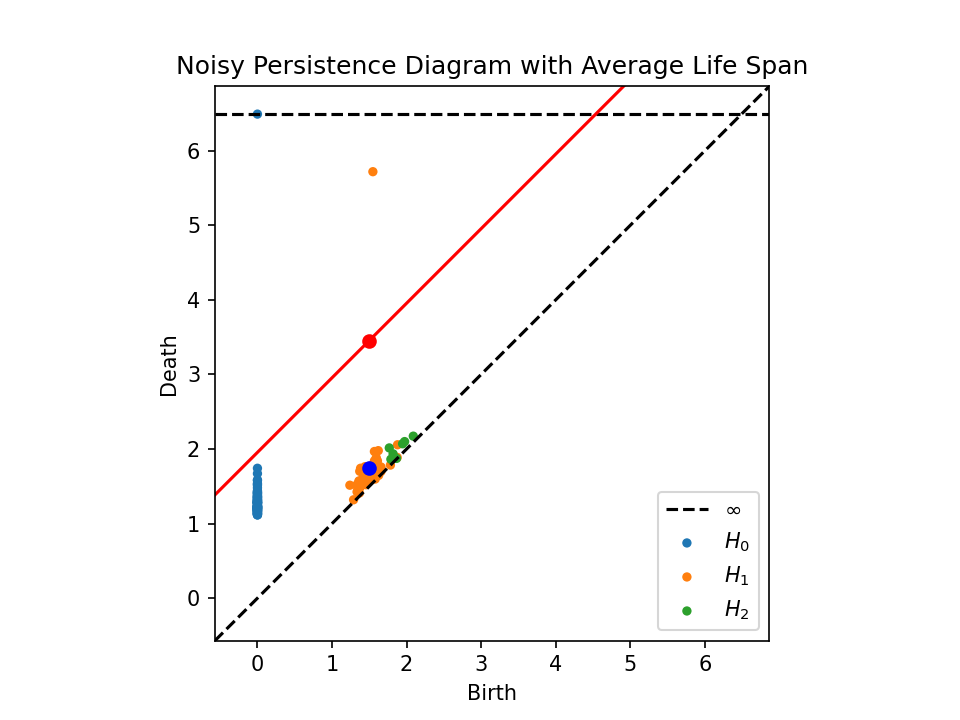 Noisy Persistence Diagram with Average Life Span
Death
6
5
4
3
2
1
0
∞
H₀
H₁
H₂
0 1 2 3 4 5 6
Birth